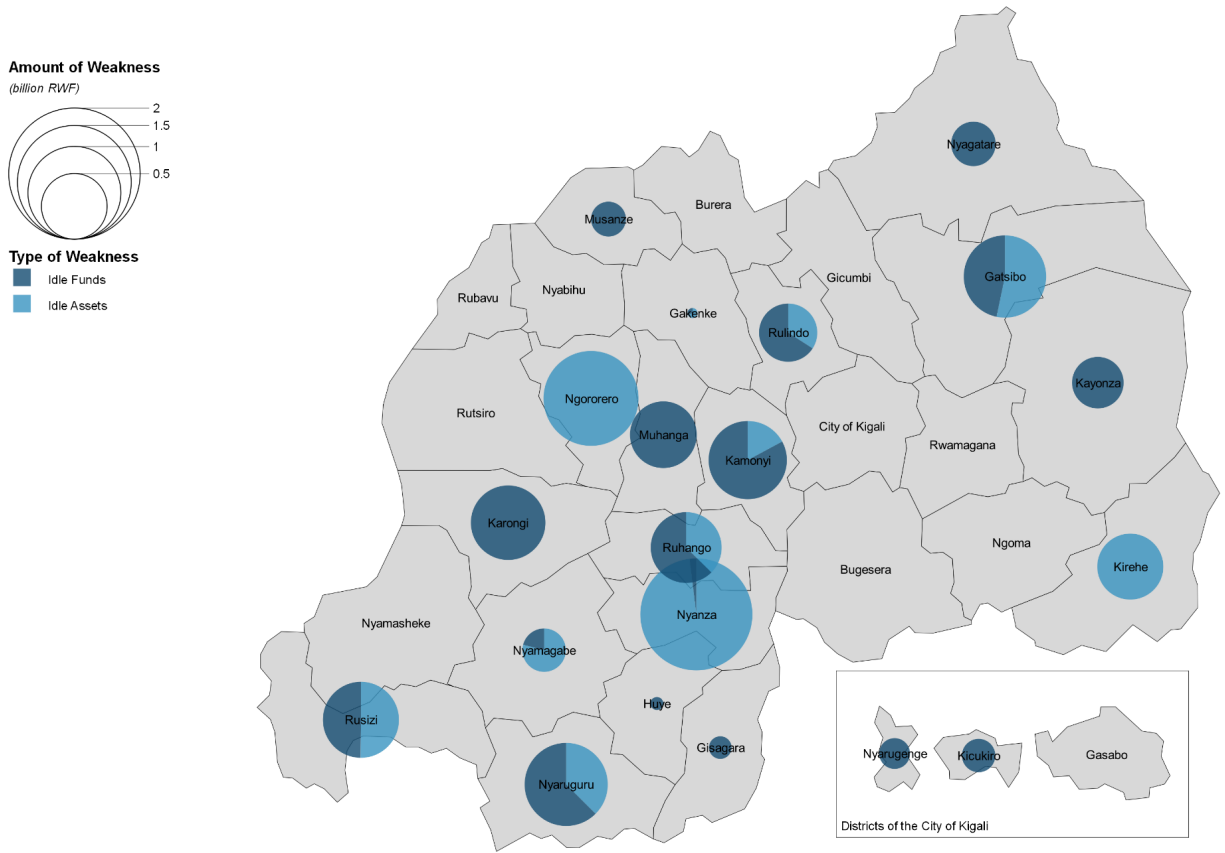 Amount of Weakness
(billion RWF)
2
1.5
1
0.5
Type of Weakness
Idle Funds
Idle Assets
Nyagatare
Burera
Musanze
Gatsibo
Gicumbi
Nyabihu
Rubavu
Gakenke
Rulindo
Kayonza
Ngororero
Rutsiro
City of Kigali
Muhanga
Rwamagana
Kamonyi
Karongi
Ngoma
Ruhango
Kirehe
Bugesera
Nyanza
Nyamasheke
Nyamagabe
Huye
Rusizi
Gisagara
Nyarugenge
Kicukiro
Gasabo
Nyaruguru
Districts of the City of Kigali